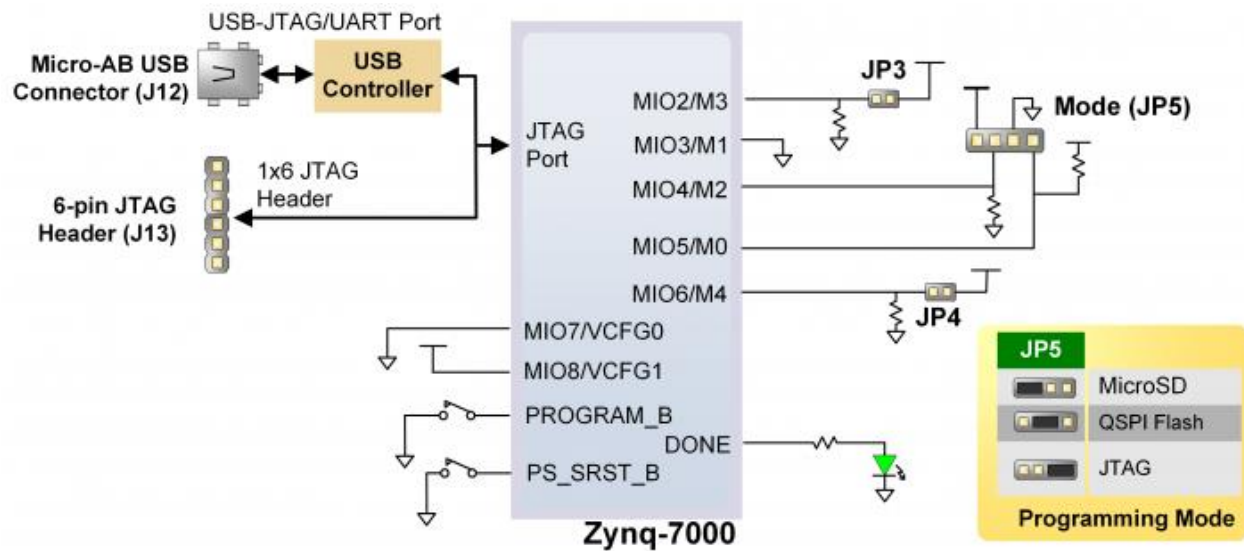 USB-JTAG/UART Port
Micro-AB USB
Connector (J12)
USB
Controller
1x6 JTAG
Header
6-pin JTAG
Header (J13)
JTAG
Port
MIO2/M3
MIO3/M1
MIO4/M2
MIO5/M0
MIO6/M4
MIO7/VCFG0
MIO8/VCFG1
PROGRAM_B
DONE
PS_SRST_B
Zynq-7000
JP3
Mode (JP5)
JP4
JP5
MicroSD
QSPI Flash
JTAG
Programming Mode